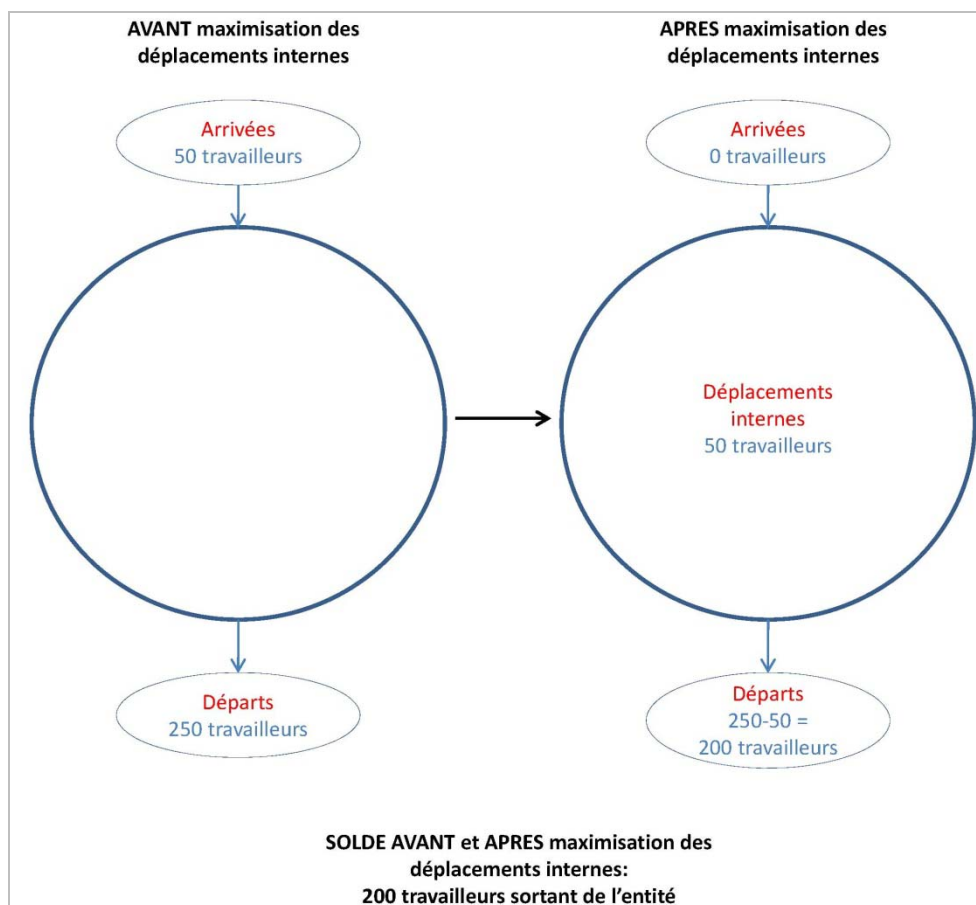 AVANT maximisation des
déplacements internes
Arrivées
50 travailleurs
Départs
250 travailleurs
APRES maximisation des
déplacements internes
Arrivées
0 travailleurs
Déplacements
internes
50 travailleurs
Départs
250-50 =
200 travailleurs
SOLDE AVANT et APRES maximisation des
déplacements internes:
200 travailleurs sortant de l’entité